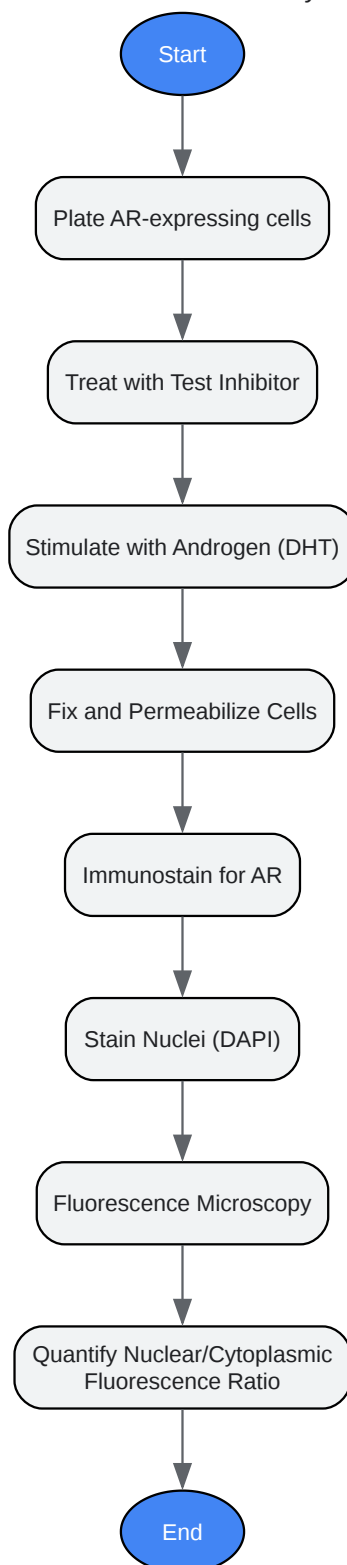 Start
Plate AR-expressing cells
Treat with Test Inhibitor
Stimulate with Androgen (DHT)
Fix and Permeabilize Cells
Immunostain for AR
Stain Nuclei (DAPI)
Fluorescence Microscopy
Quantify Nuclear/Cytoplasmic
Fluorescence Ratio
End